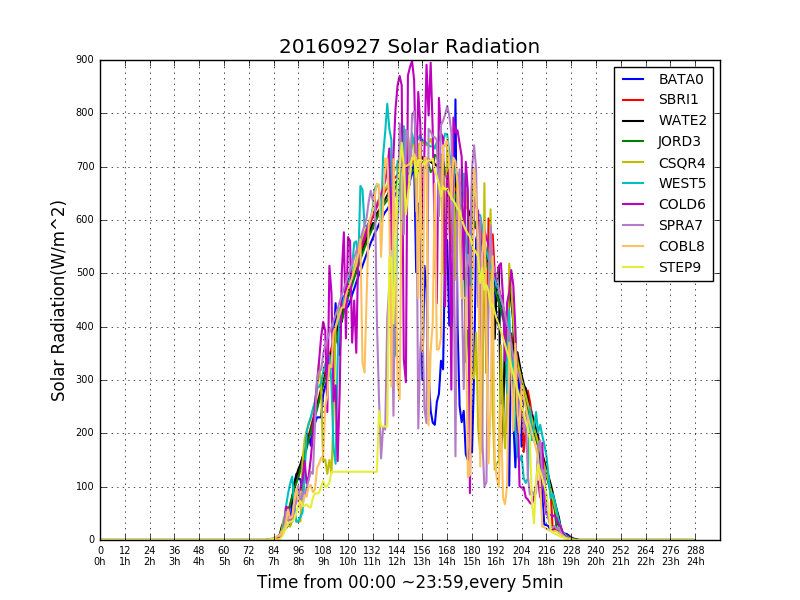 20160927 Solar Radiation
900
800
700
600
500
400
300
200
100
0
Solar Radiation(W/m^2)
BATA0
SBRI1
WATE2
JORD3
CSQR4
WEST5
COLD6
SPRA7
COBL8
STEP9
0 12 24 36 48 60 72 84 96 108 120 132 144 156 168 180 192 204 216 228 240 252 264 276 288
0h 1h 2h 3h 4h 5h 6h 7h 8h 9h 10h 11h 12h 13h 14h 15h 16h 17h 18h 19h 20h 21h 22h 23h 24h
Time from 00:00 ~23:59,every 5min